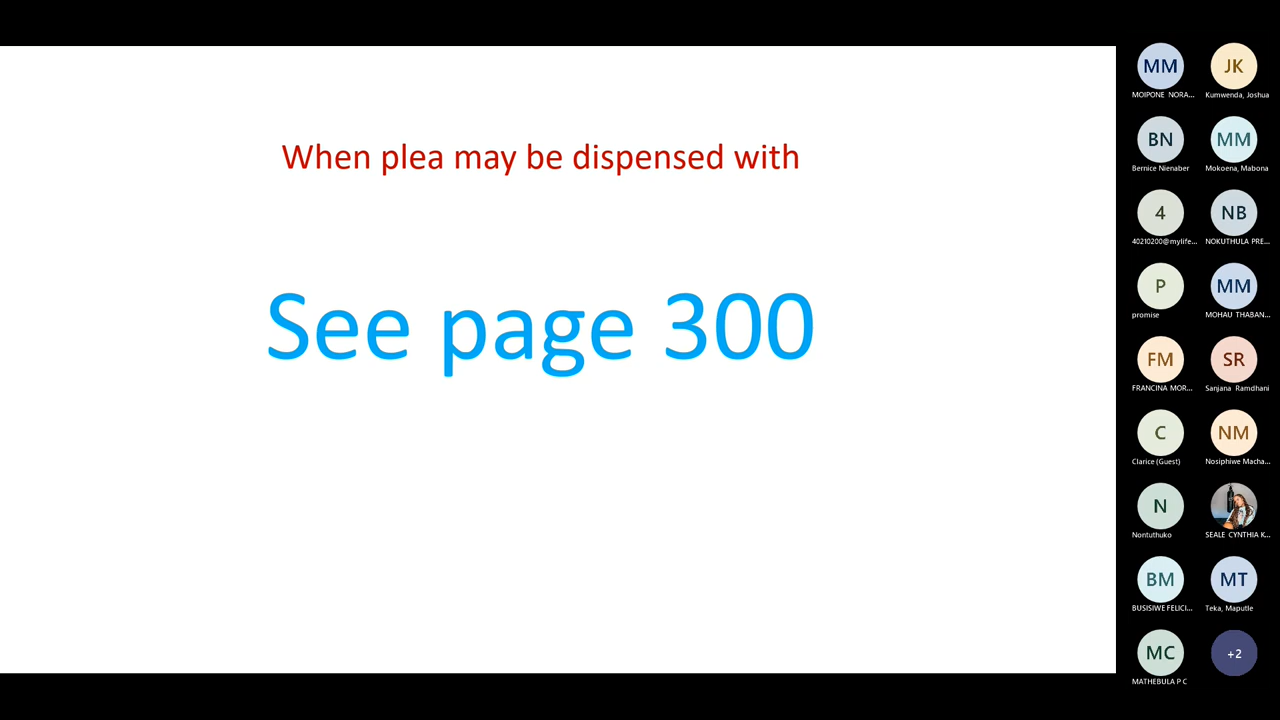 When plea may be dispensed with
See page 300
MM
MOIPONE NORA...
JK
Kumwenda, Joshua
BN
Bernice Nienaber
MM
Mokoena, Mabona
4
40210200@mylife...
NB
NOKUTHULA PRE...
P
promise
MM
MOHAU THABAN...
FM
FRANCINA MOR...
SR
Sanjana Ramdhani
C
Clarice (Guest)
NM
Nosiphiwe Macha...
N
Nontuthuko
SEALE CYNTHIA K...
BM
BUSISIWE FELICI...
MT
Teka, Maputle
MC
MATHEBULA P C
+2